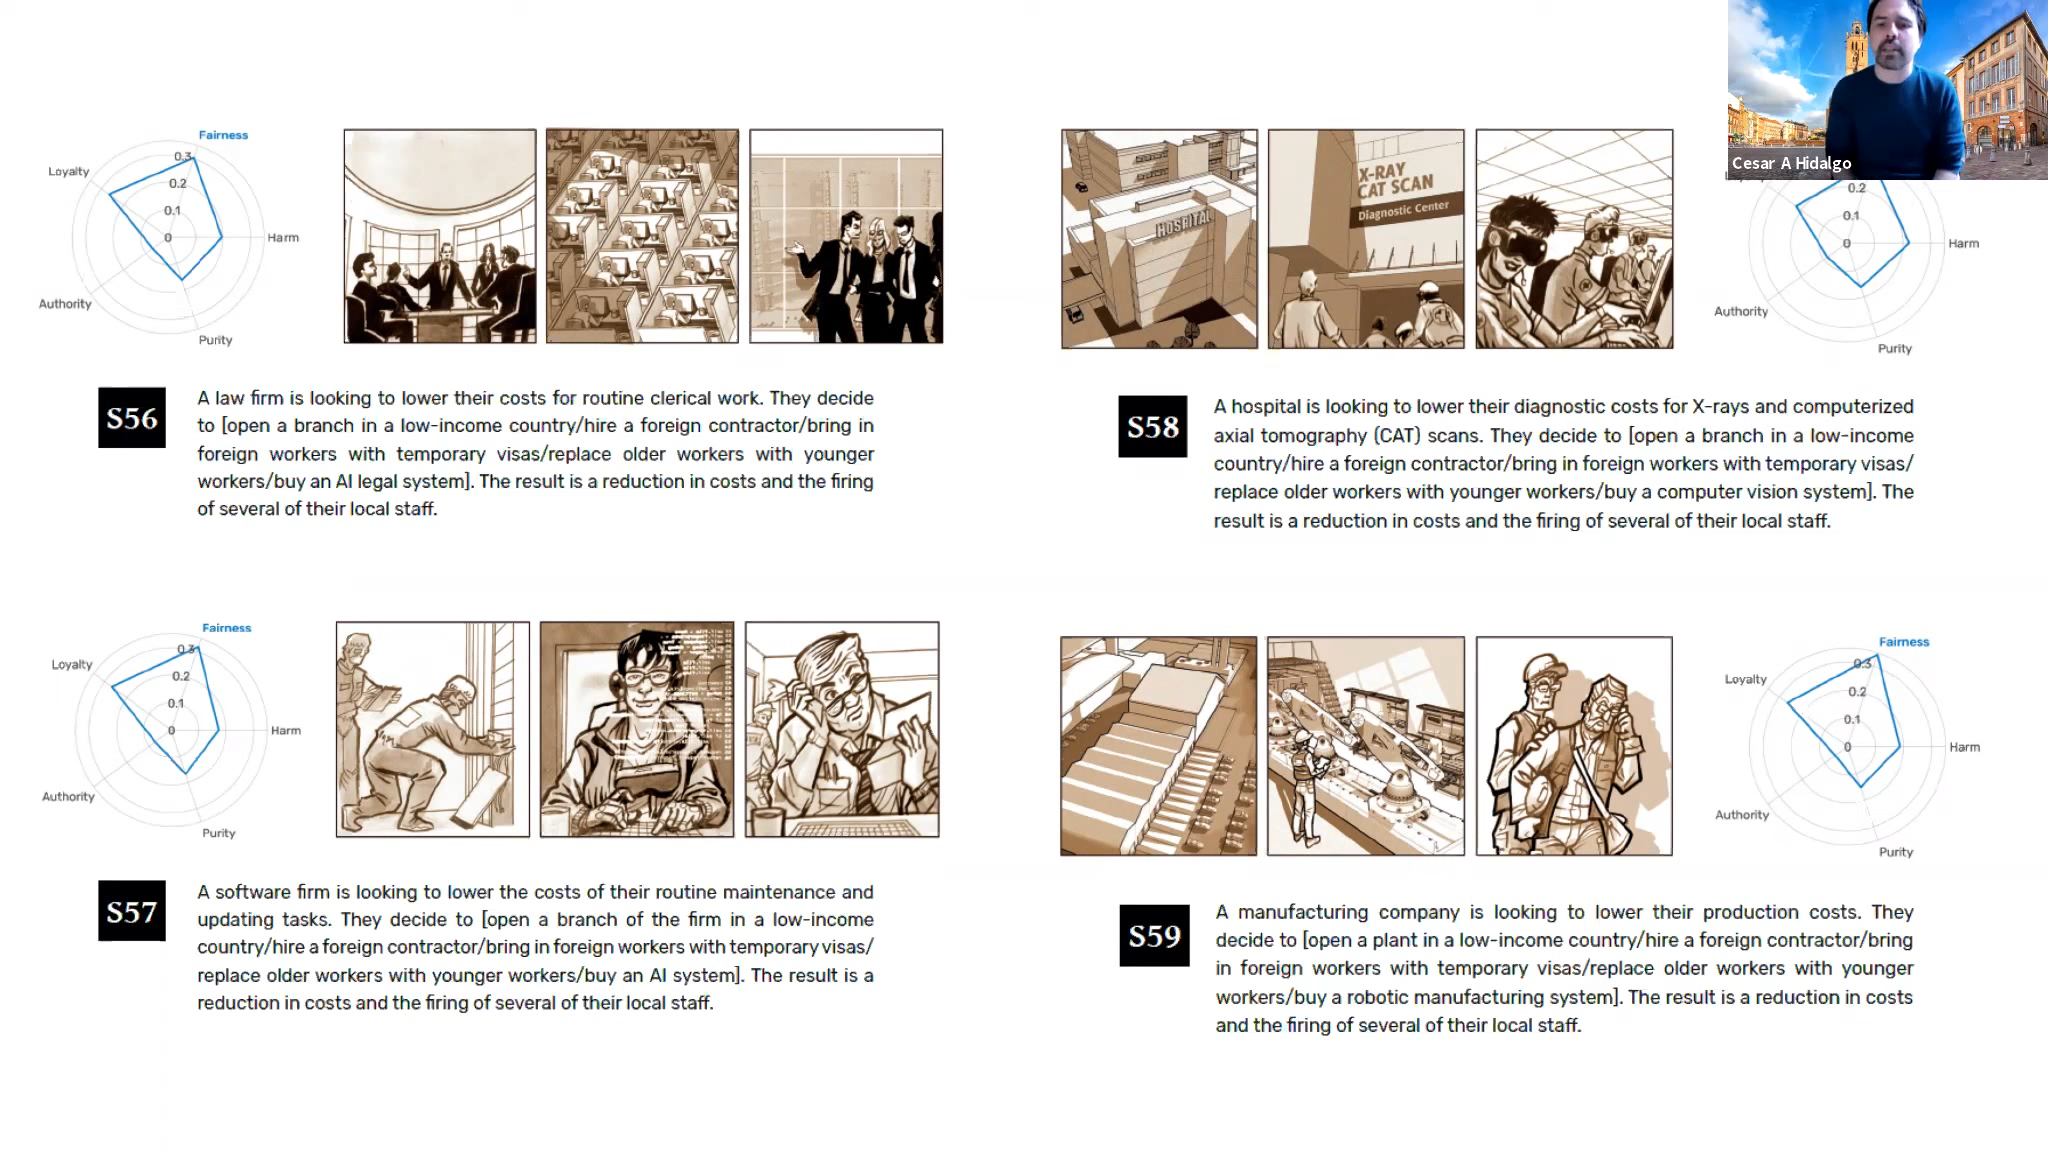 Fairness
0.3
Loyalty
0.2
0.1
0
Harm
Authority
Purity
S56
A law firm is looking to lower their costs for routine clerical work. They decide
to [open a branch in a low-income country/hire a foreign contractor/bring in
foreign workers with temporary visas/replace older workers with younger
workers/buy an AI legal system]. The result is a reduction in costs and the firing
of several of their local staff.
Fairness
0.3
Loyalty
0.2
0.1
0
Harm
Authority
Purity
S57
A software firm is looking to lower the costs of their routine maintenance and
updating tasks. They decide to [open a branch of the firm in a low-income
country/hire a foreign contractor/bring in foreign workers with temporary visas/
replace older workers with younger workers/buy an AI system]. The result is a
reduction in costs and the firing of several of their local staff.
HOSPITAL
X-RAY
CAT SCAN
Diagnostic Center
Cesar A Hidalgo
0.2
0.1
0
Harm
Authority
Purity
S58
A hospital is looking to lower their diagnostic costs for X-rays and computerized
axial tomography (CAT) scans. They decide to [open a branch in a low-income
country/hire a foreign contractor/bring in foreign workers with temporary visas/
replace older workers with younger workers/buy a computer vision system]. The
result is a reduction in costs and the firing of several of their local staff.
Fairness
0.3
Loyalty
0.2
0.1
0
Harm
Authority
Purity
S59
A manufacturing company is looking to lower their production costs. They
decide to [open a plant in a low-income country/hire a foreign contractor/bring
in foreign workers with temporary visas/replace older workers with younger
workers/buy a robotic manufacturing system]. The result is a reduction in costs
and the firing of several of their local staff.